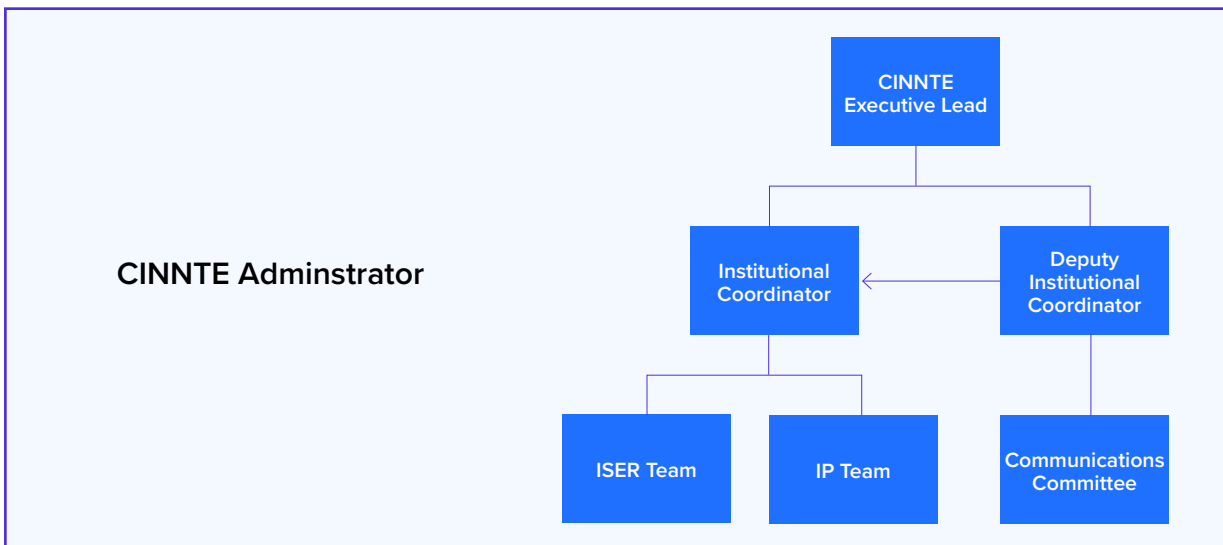 CINNTE
Executive Lead
CINNTE Adminstrator
Institutional
Coordinator
Deputy
Institutional
Coordinator
ISER Team
IP Team
Communications
Committee